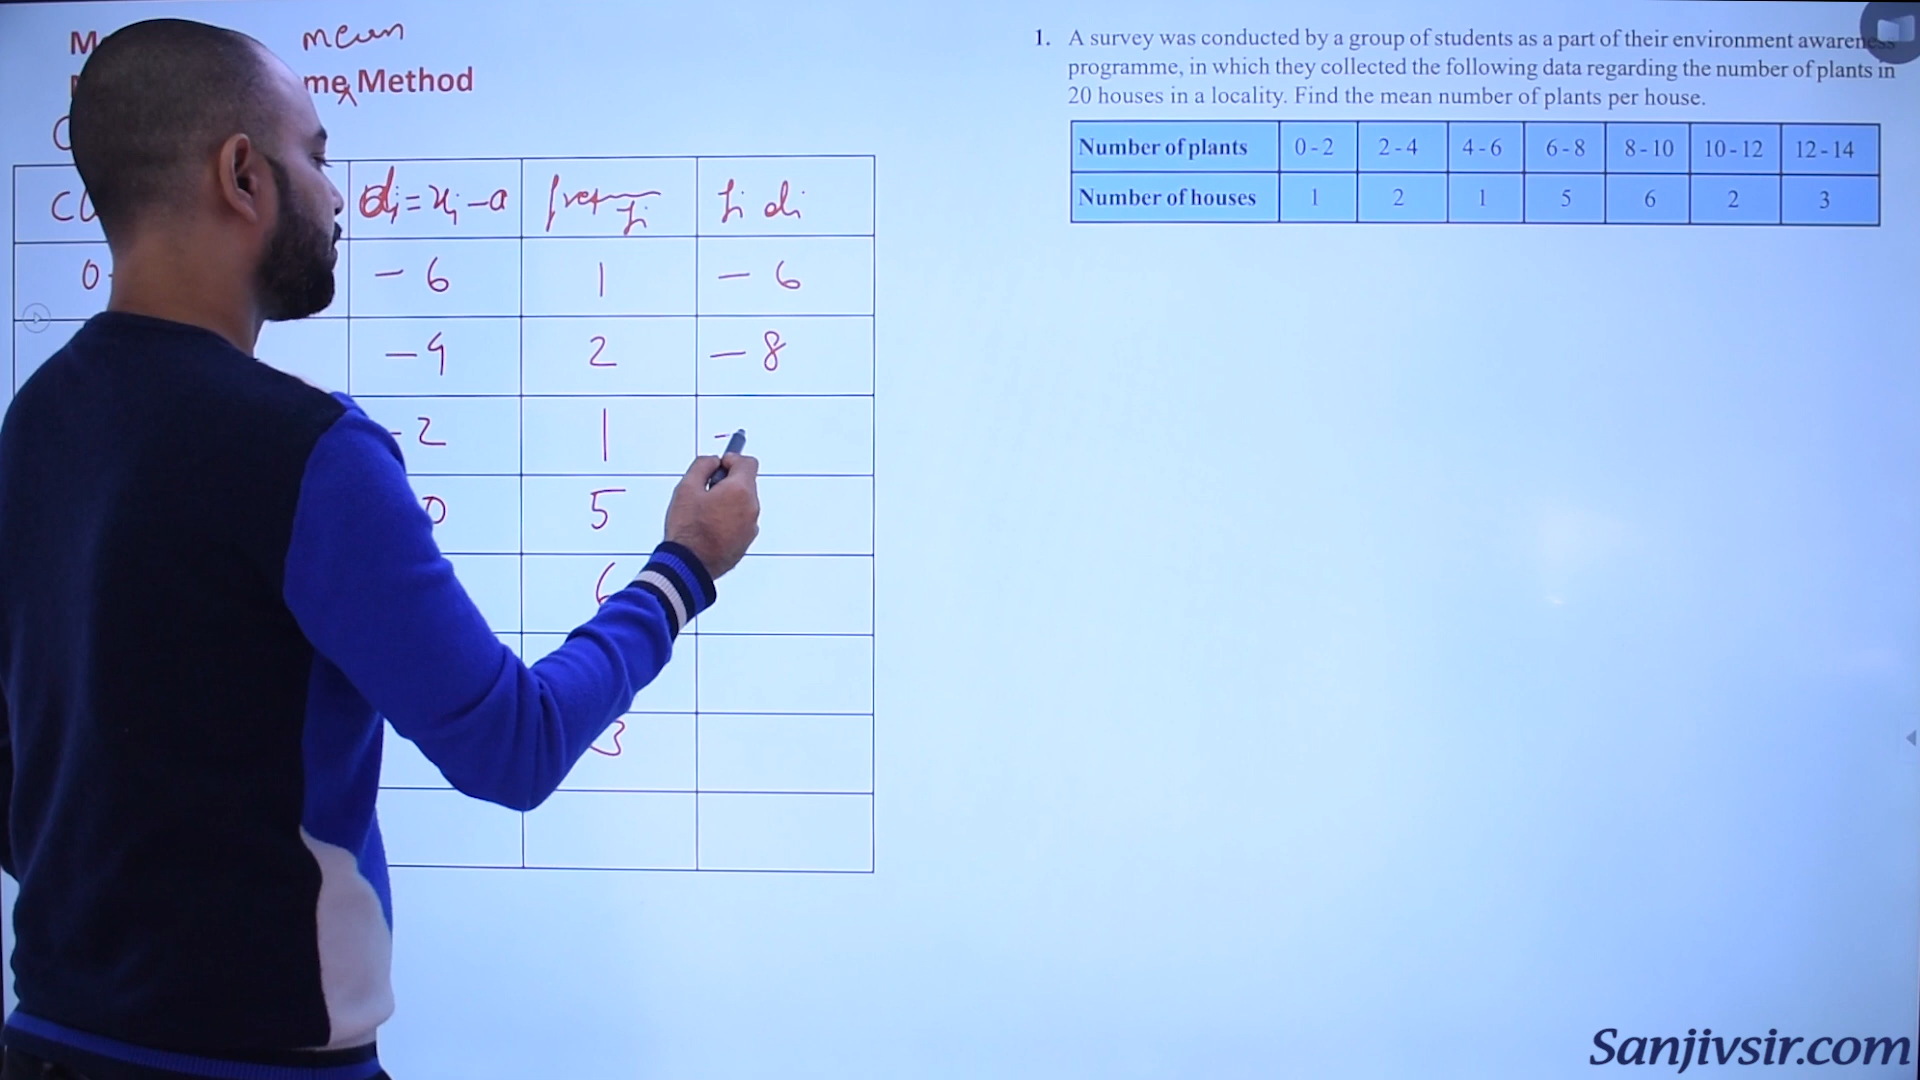 mean
Method
di = xi - a
fi
fi di
0
- 6
1
- 6
- 4
2
- 8
- 2
1
-
0
5
6
3
1. A survey was conducted by a group of students as a part of their environment awareness
programme, in which they collected the following data regarding the number of plants in
20 houses in a locality. Find the mean number of plants per house.
Number of plants 0 - 2 2 - 4 4 - 6 6 - 8 8 - 10 10 - 12 12 - 14
Number of houses 1 2 1 5 6 2 3
Sanjivsir.com